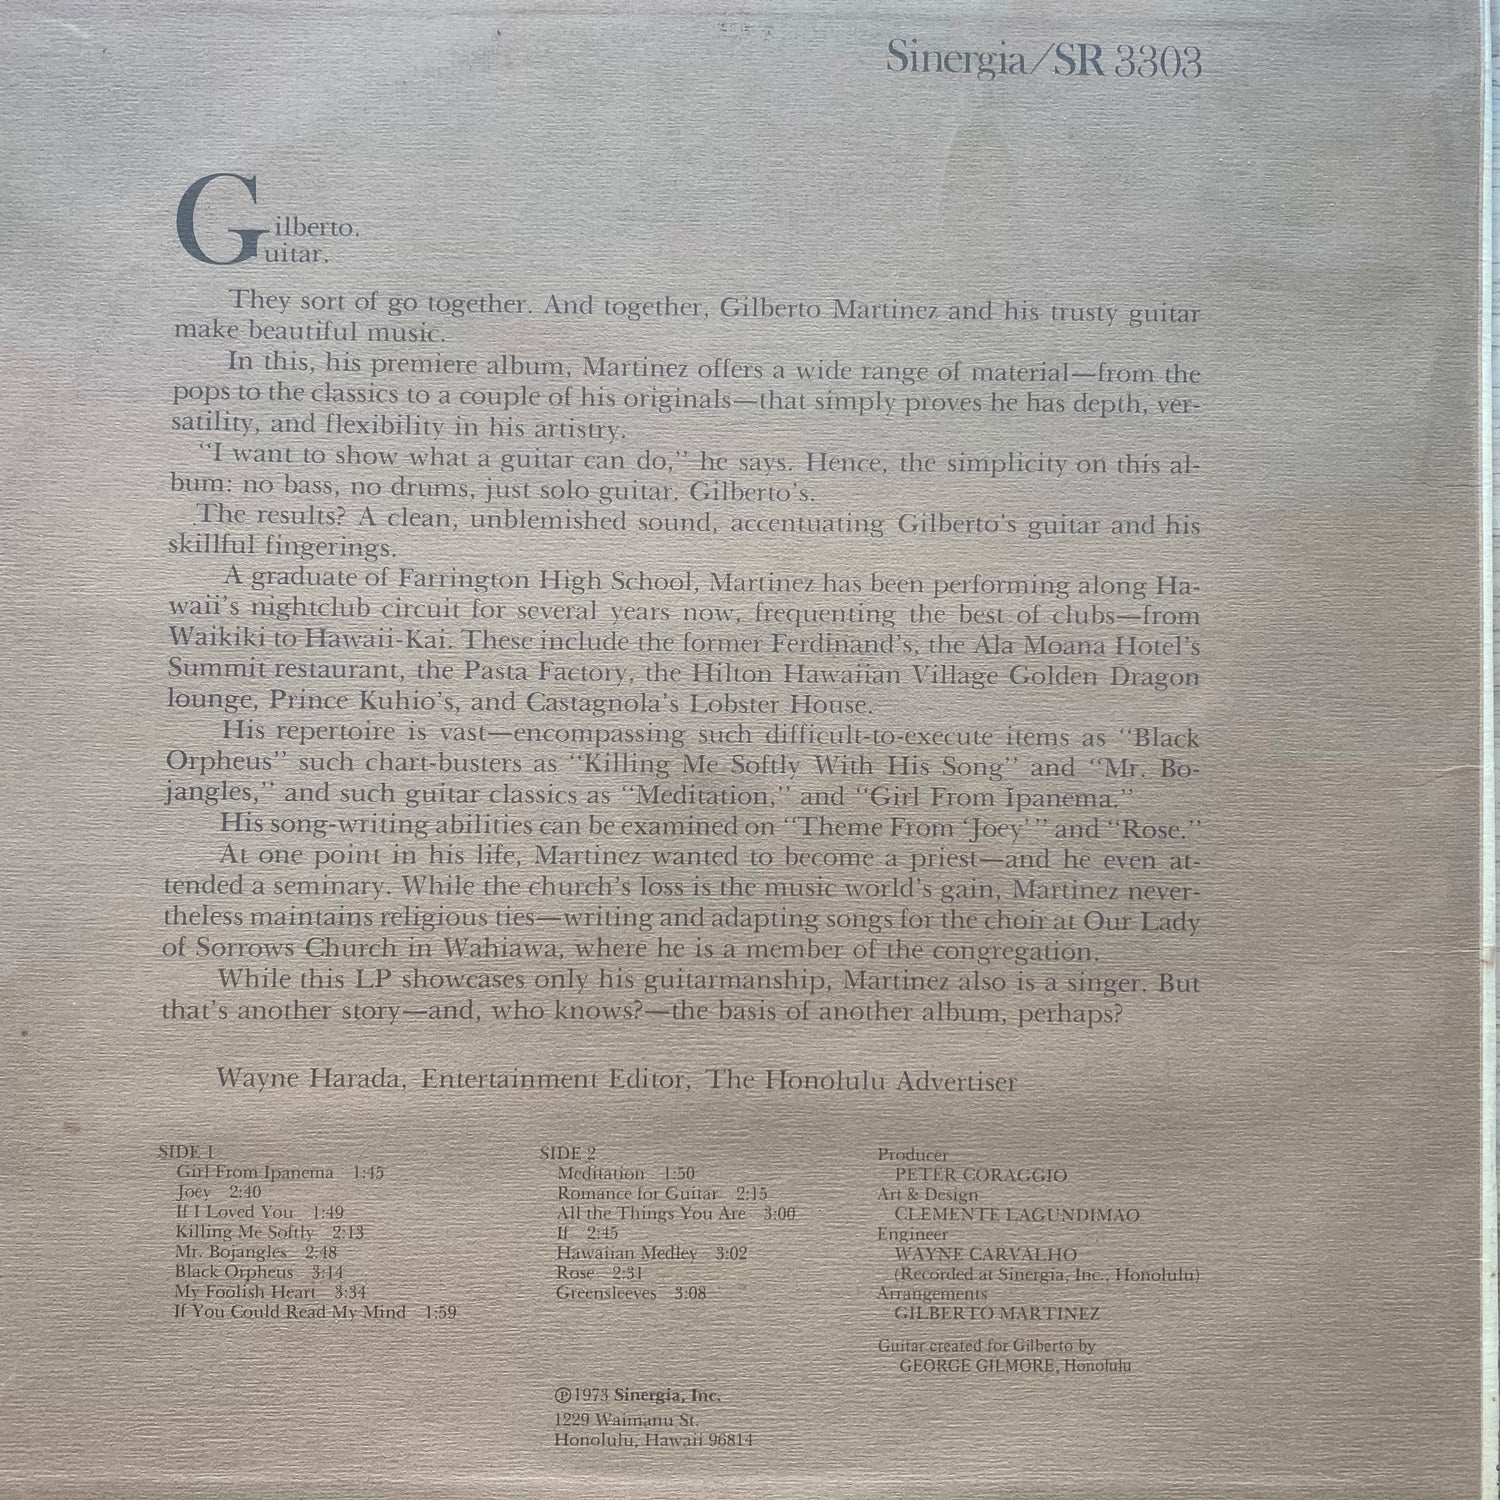 Sinergia/SR 3303
Gilberto.
Guitar.
They sort of go together. And together, Gilberto Martinez and his trusty guitar
make beautiful music.
In this, his premiere album, Martinez offers a wide range of material—from the
pops to the classics to a couple of his originals—that simply proves he has depth, ver-
satility, and flexibility in his artistry.
"I want to show what a guitar can do," he says. Hence, the simplicity on this al-
bum: no bass, no drums, just solo guitar. Gilberto's.
The results? A clean, unblemished sound, accentuating Gilberto's guitar and his
skillful fingerings.
A graduate of Farrington High School, Martinez has been performing along Ha-
waii's nightclub circuit for several years now, frequenting the best of clubs—from
Waikiki to Hawaii-Kai. These include the former Ferdinand's, the Ala Moana Hotel's
Summit restaurant, the Pasta Factory, the Hilton Hawaiian Village Golden Dragon
lounge, Prince Kuhio's, and Castagnola's Lobster House.
His repertoire is vast—encompassing such difficult-to-execute items as "Black
Orpheus" such chart-busters as "Killing Me Softly With His Song" and "Mr. Bo-
jangles," and such guitar classics as "Meditation," and "Girl From Ipanema."
His song-writing abilities can be examined on "Theme From 'Joey'" and "Rose."
At one point in his life, Martinez wanted to become a priest—and he even at-
tended a seminary. While the church's loss is the music world's gain, Martinez never-
theless maintains religious ties—writing and adapting songs for the choir at Our Lady
of Sorrows Church in Wahiawa, where he is a member of the congregation.
While this LP showcases only his guitarmanship, Martinez also is a singer. But
that's another story—and, who knows?—the basis of another album, perhaps?
Wayne Harada, Entertainment Editor, The Honolulu Advertiser
SIDE 1
Girl From Ipanema 1:45
Joey 2:40
If I Loved You 1:49
Killing Me Softly 2:13
Mr. Bojangles 2:48
Black Orpheus 3:14
My Foolish Heart 3:34
If You Could Read My Mind 1:59
SIDE 2
Meditation 1:50
Romance for Guitar 2:15
All the Things You Are 3:00
If 2:45
Hawaiian Medley 3:02
Rose 2:31
Greensleeves 3:08
Producer
PETER CORAGGIO
Art & Design
CLEMENTE LAGUNDIMAO
Engineer
WAYNE CARVALHO
(Recorded at Sinergia, Inc., Honolulu)
Arrangements
GILBERTO MARTINEZ
Guitar created for Gilberto by
GEORGE GILMORE, Honolulu
Ⓟ1973 Sinergia, Inc.
1229 Waimanu St.
Honolulu, Hawaii 96814